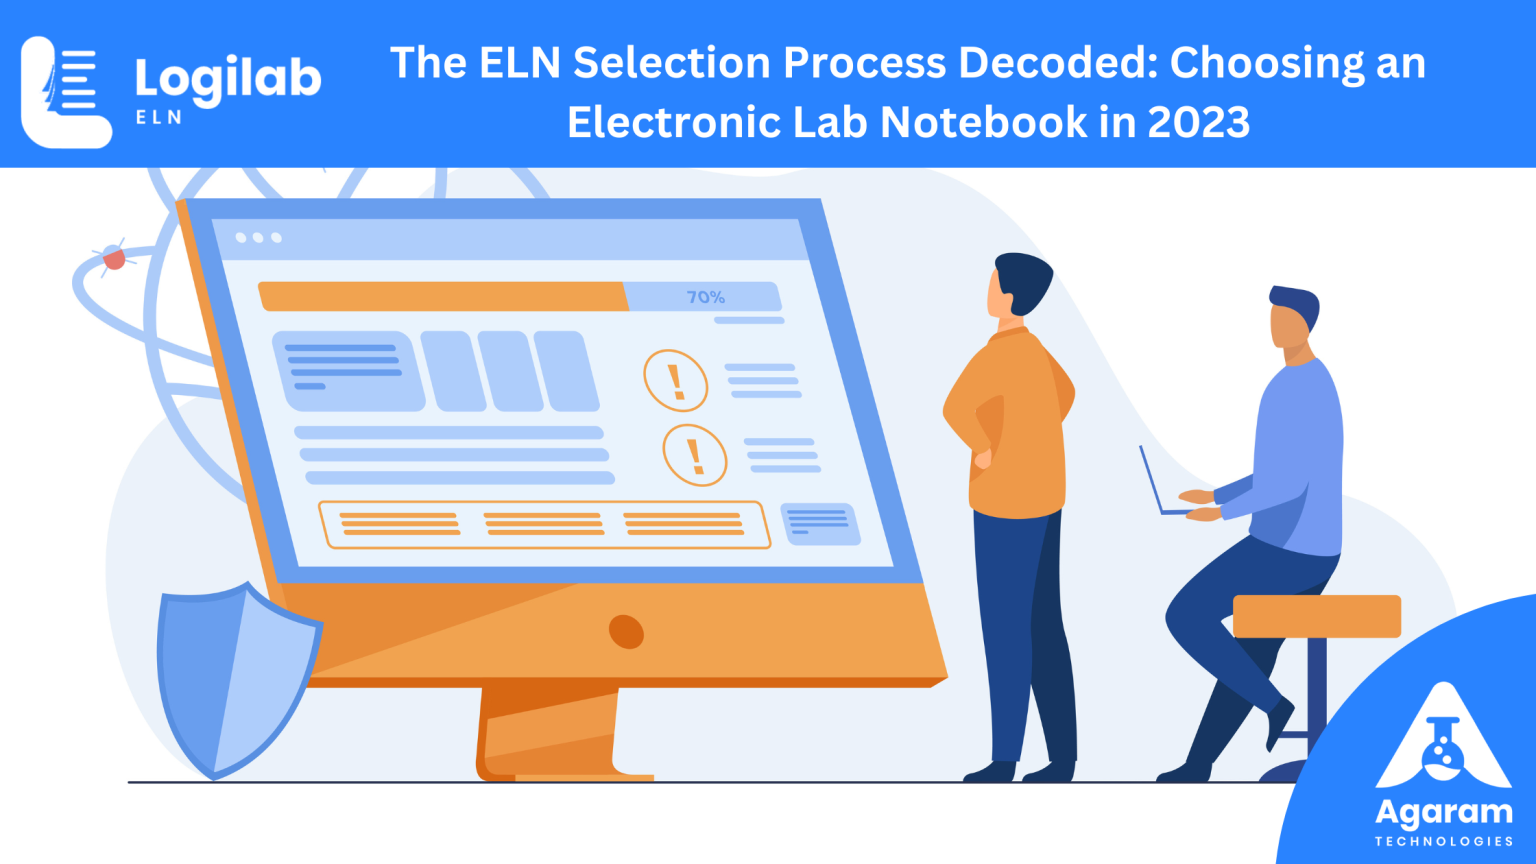 Logilab
ELN
The ELN Selection Process Decoded: Choosing an
Electronic Lab Notebook in 2023
70%
!
!
Agaram
TECHNOLOGIES